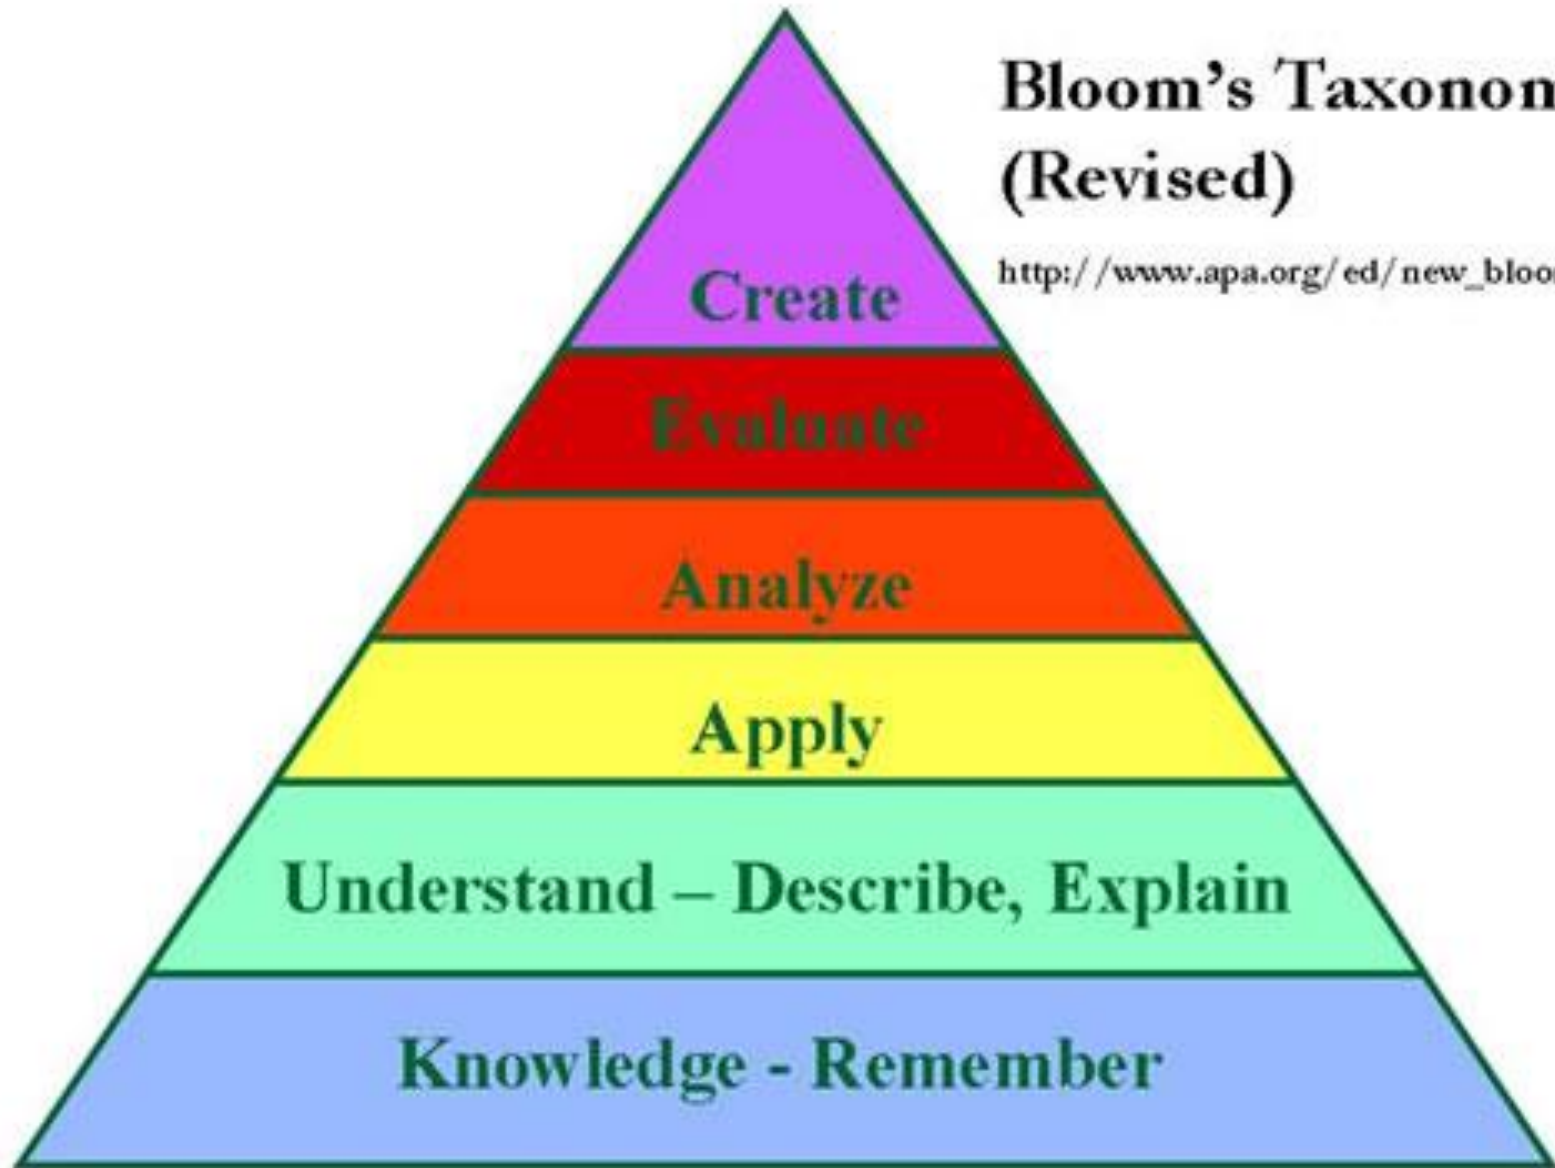 Bloom's Taxonom
(Revised)
http://www.apa.org/ed/new_bloo
Create
Evaluate
Analyze
Apply
Understand – Describe, Explain
Knowledge - Remember